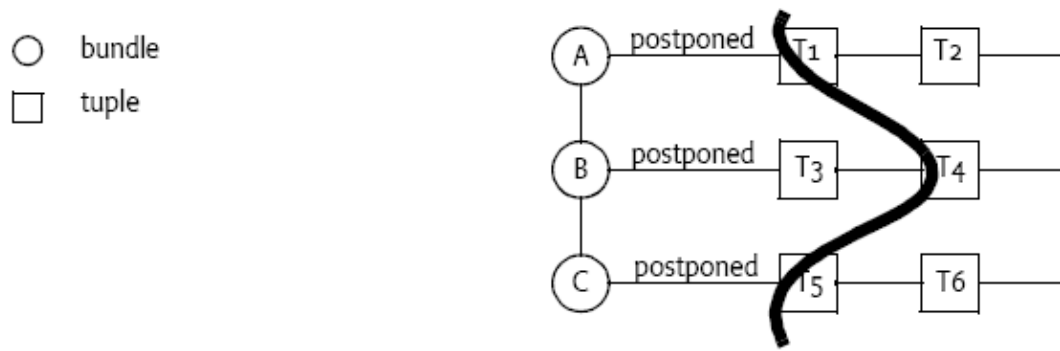 bundle
tuple
A postponed T1 T2
B postponed T3 T4
C postponed T5 T6